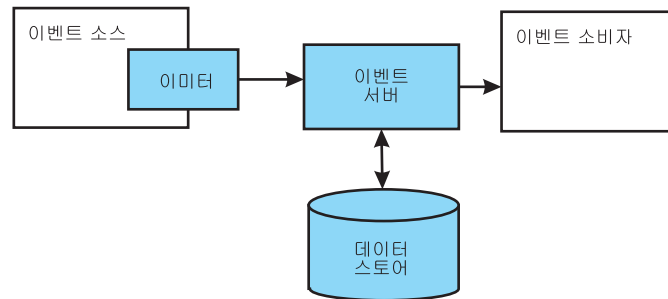 이벤트 소스
이미터
이벤트
서버
이벤트 소비자
데이터
스토어